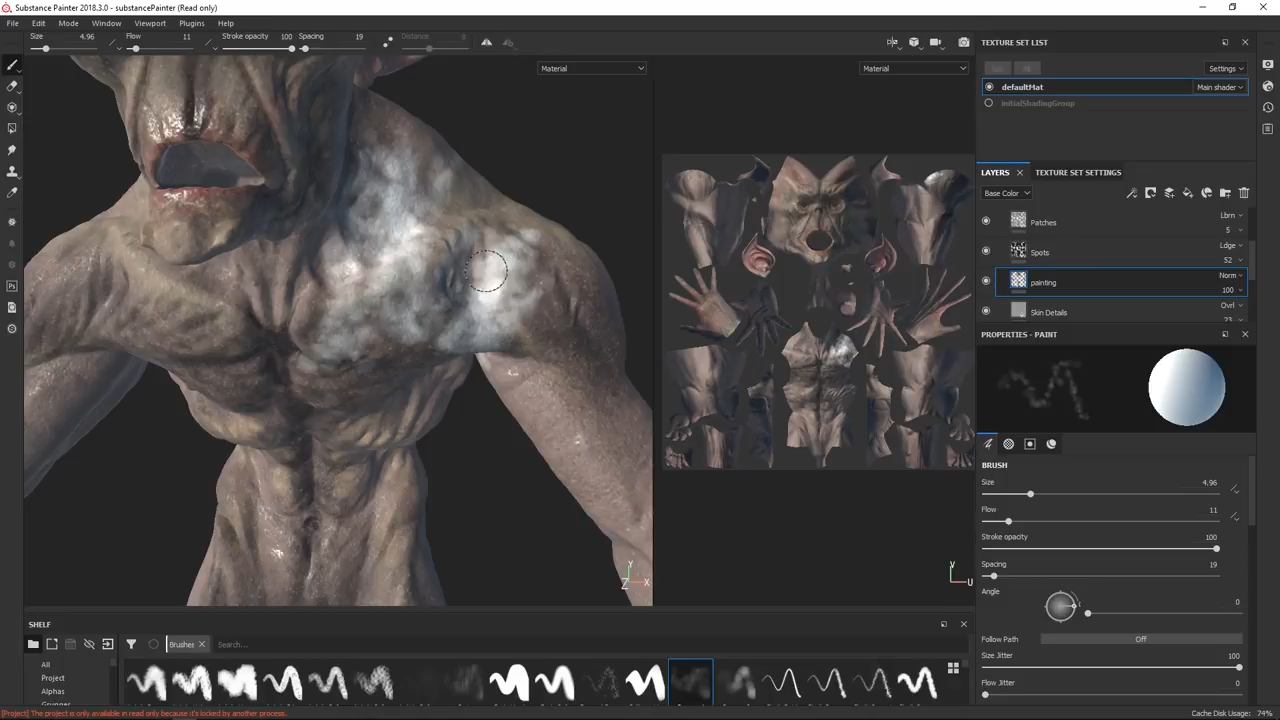 Substance Painter 2018.3.0 - substancePainter (Read only)
File Edit Mode Window Viewport Plugins Help
Size 4.96 Flow 11 Stroke opacity 100 Spacing 19 Distance 8
Material
Material
TEXTURE SET LIST
Settings
defaultMat Main shader
initialShadingGroup
LAYERS TEXTURE SET SETTINGS
Base Color
Patches Lbrn 5
Spots Ldge 52
painting Norm 100
Skin Details Ovrl 23
PROPERTIES - PAINT
BRUSH
Size 4.96
Flow 11
Stroke opacity 100
Spacing 19
Angle 0
Follow Path Off
Size Jitter 100
Flow Jitter 0
Y
Z X
V
U
SHELF
Brushes Search...
All
Project
Alphas
Grunges
[Project] The project is only available in read only because it's locked by another process.
Cache Disk Usage: 74%